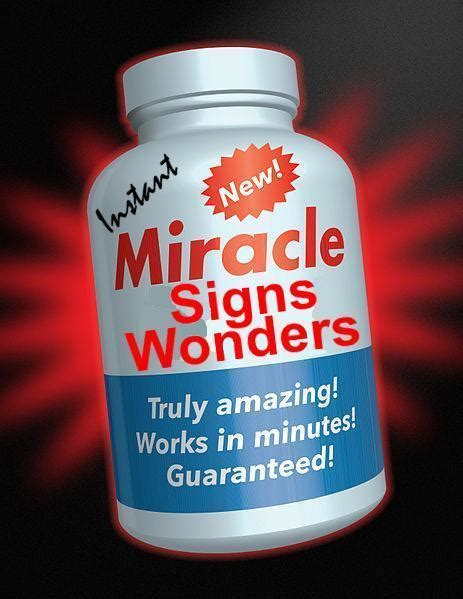 Instant
New!
Miracle
Signs
Wonders
Truly amazing!
Works in minutes!
Guaranteed!